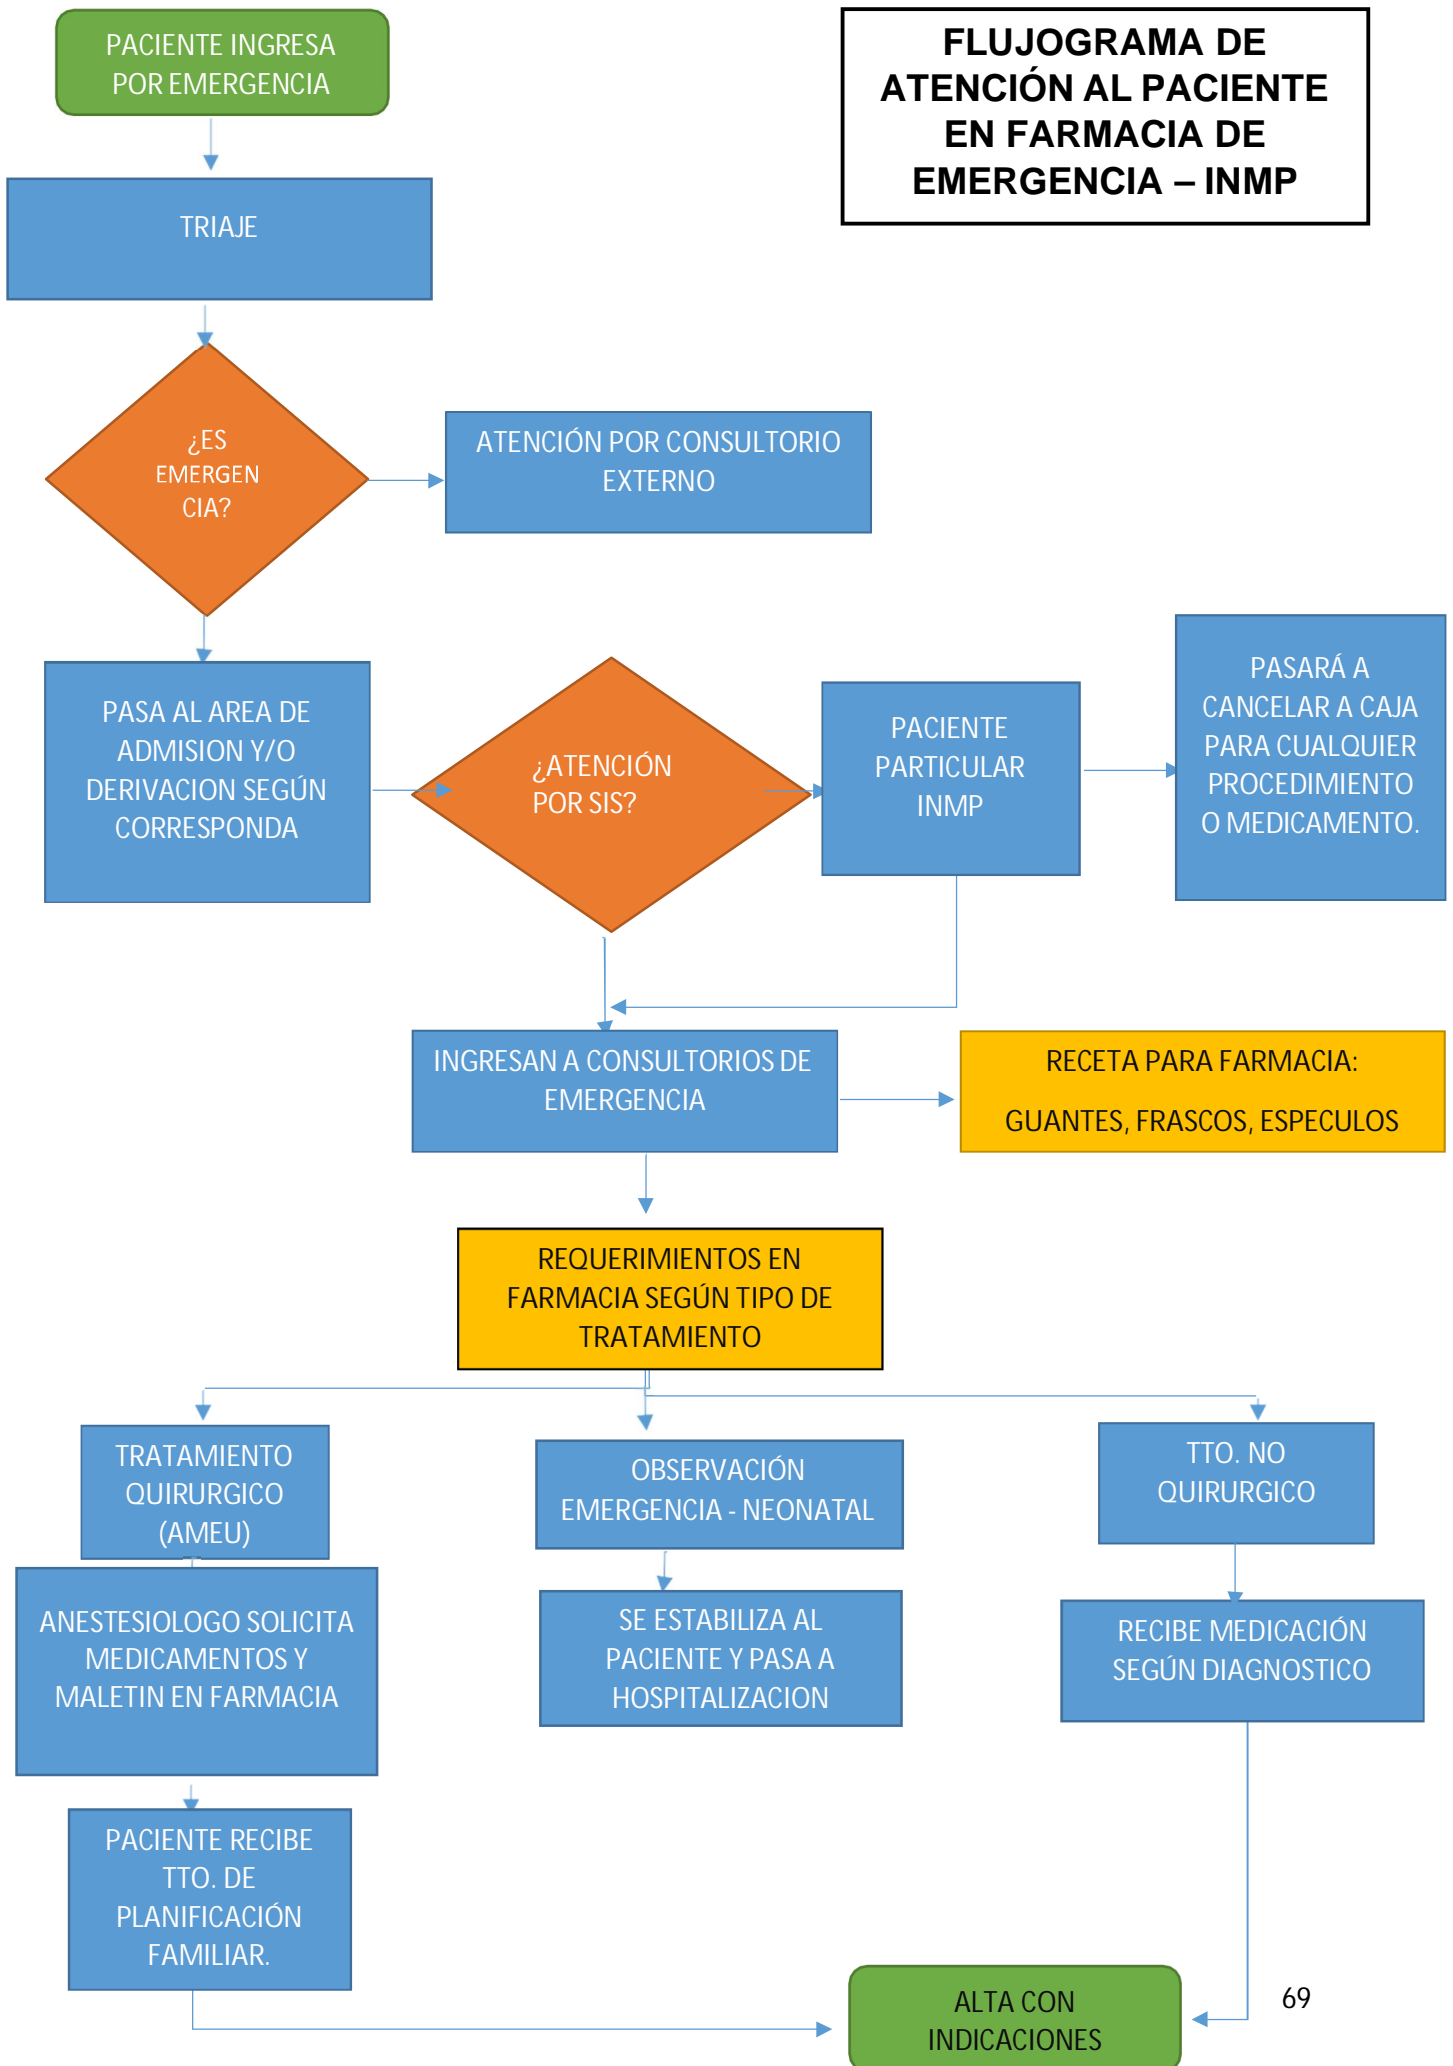 PACIENTE INGRESA
POR EMERGENCIA
FLUJOGRAMA DE
ATENCIÓN AL PACIENTE
EN FARMACIA DE
EMERGENCIA – INMP
TRIAJE
¿ES
EMERGEN
CIA?
ATENCIÓN POR CONSULTORIO
EXTERNO
PASA AL AREA DE
ADMISION Y/O
DERIVACION SEGÚN
CORRESPONDA
¿ATENCIÓN
POR SIS?
PACIENTE
PARTICULAR
INMP
PASARÁ A
CANCELAR A CAJA
PARA CUALQUIER
PROCEDIMIENTO
O MEDICAMENTO.
INGRESAN A CONSULTORIOS DE
EMERGENCIA
RECETA PARA FARMACIA:
GUANTES, FRASCOS, ESPECULOS
REQUERIMIENTOS EN
FARMACIA SEGÚN TIPO DE
TRATAMIENTO
TRATAMIENTO
QUIRURGICO
(AMEU)
OBSERVACIÓN
EMERGENCIA - NEONATAL
TTO. NO
QUIRURGICO
ANESTESIOLOGO SOLICITA
MEDICAMENTOS Y
MALETIN EN FARMACIA
SE ESTABILIZA AL
PACIENTE Y PASA A
HOSPITALIZACION
RECIBE MEDICACIÓN
SEGÚN DIAGNOSTICO
PACIENTE RECIBE
TTO. DE
PLANIFICACIÓN
FAMILIAR.
ALTA CON
INDICACIONES
69